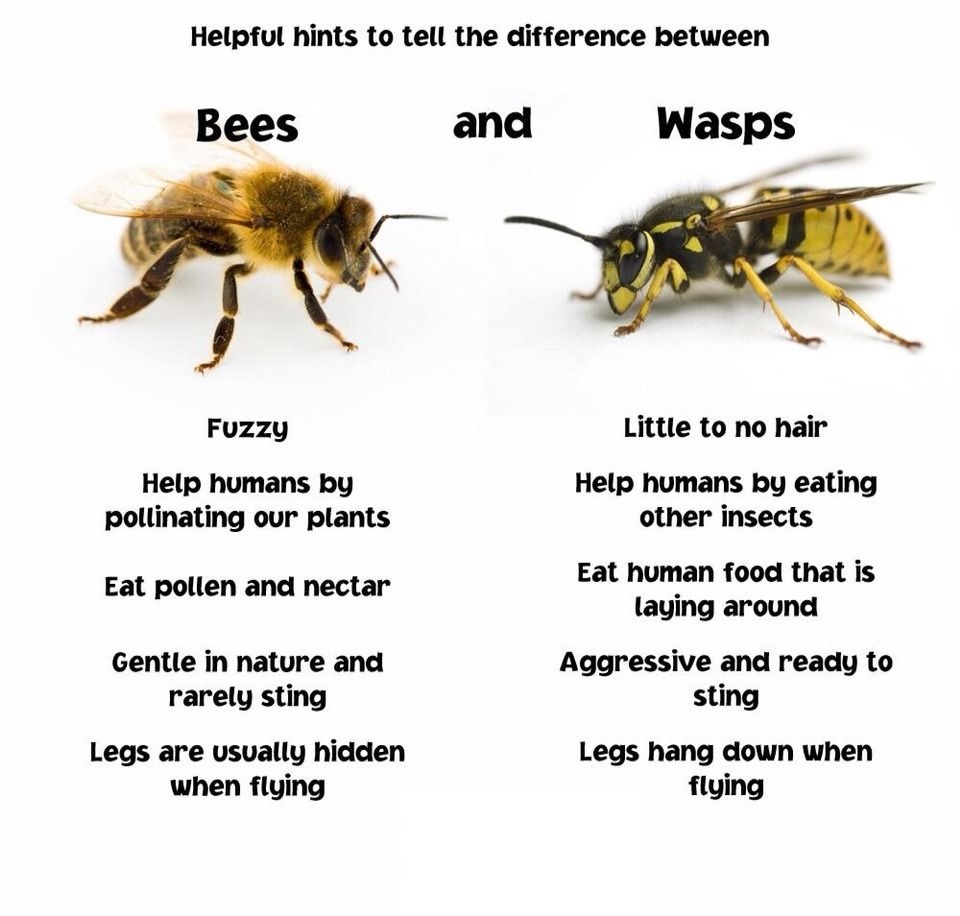 Helpful hints to tell the difference between
Bees and Wasps
Fuzzy
Help humans by
pollinating our plants
Eat pollen and nectar
Gentle in nature and
rarely sting
Legs are usually hidden
when flying
Little to no hair
Help humans by eating
other insects
Eat human food that is
laying around
Aggressive and ready to
sting
Legs hang down when
flying